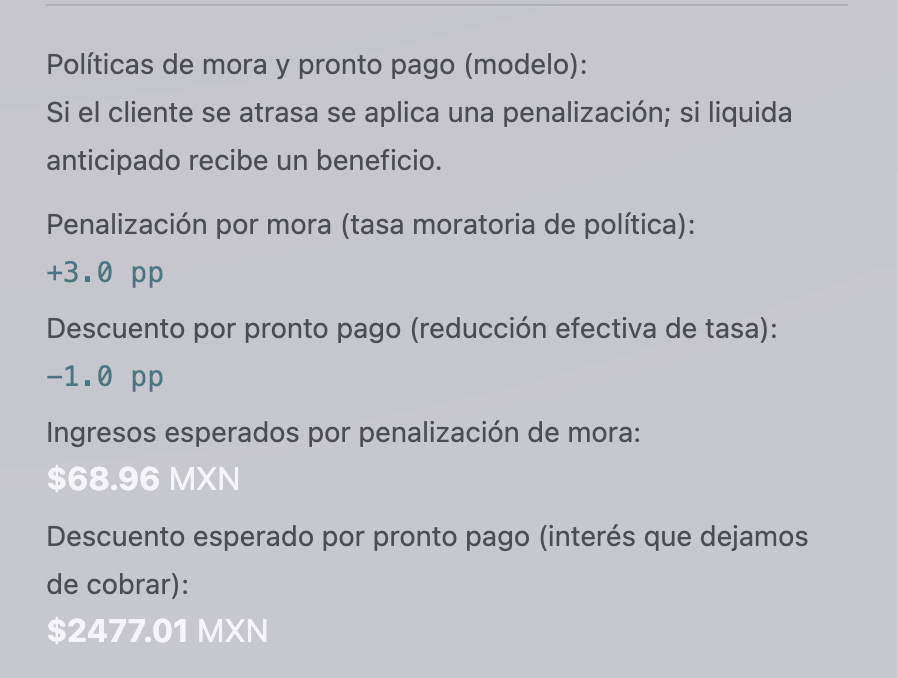 Políticas de mora y pronto pago (modelo):
Si el cliente se atrasa se aplica una penalización; si liquida
anticipado recibe un beneficio.
Penalización por mora (tasa moratoria de política):
+3.0 pp
Descuento por pronto pago (reducción efectiva de tasa):
−1.0 pp
Ingresos esperados por penalización de mora:
$68.96 MXN
Descuento esperado por pronto pago (interés que dejamos
de cobrar):
$2477.01 MXN